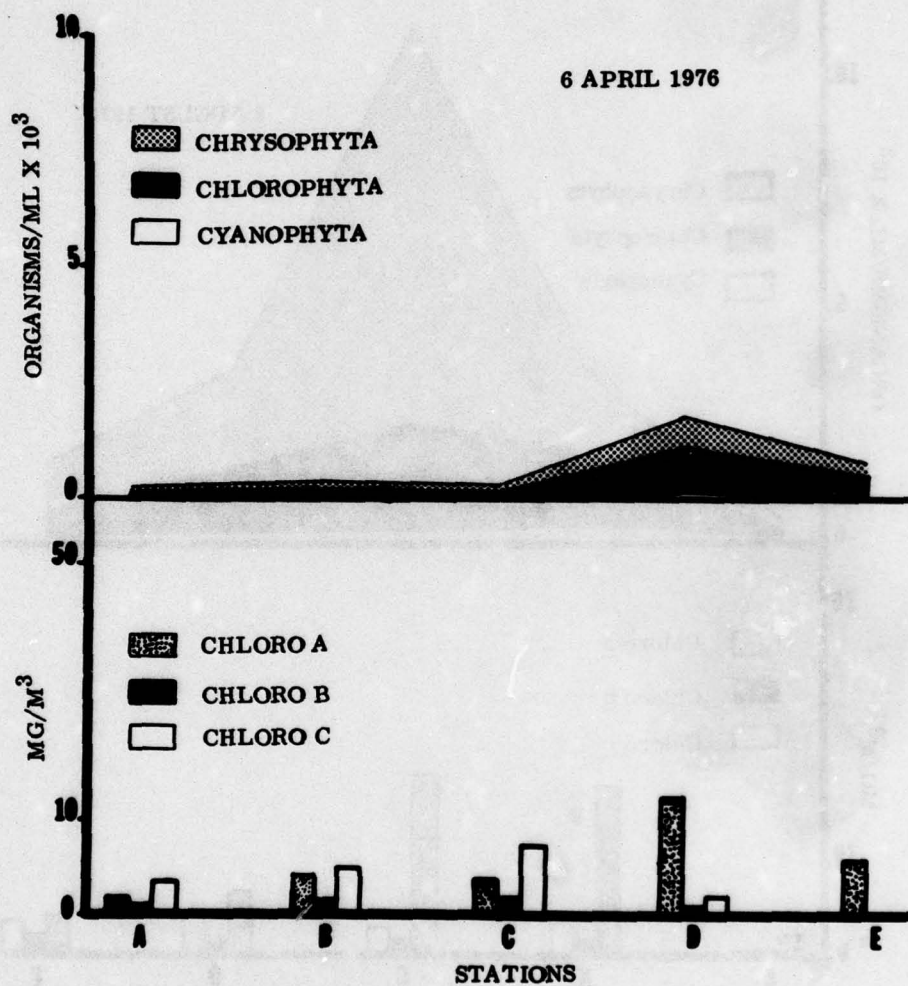 10
6 APRIL 1976
ORGANISMS/ML X 10³
CHRYSOPHYTA
CHLOROPHYTA
CYANOPHYTA
5
0
50
MG/M³
CHLORO A
CHLORO B
CHLORO C
10
0
A B C D E
STATIONS